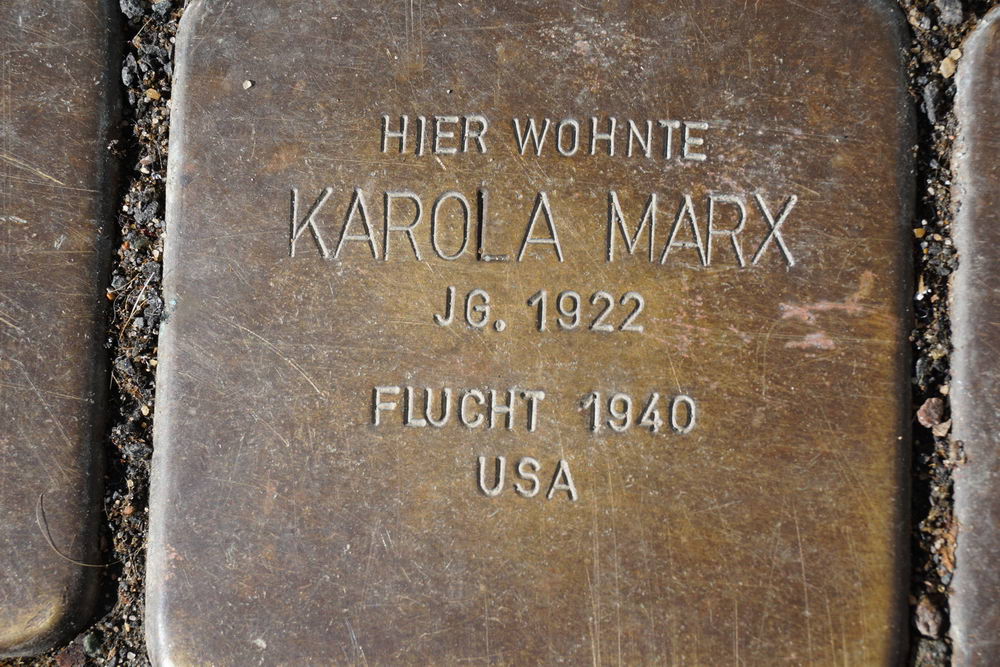 HIER WOHNTE
KAROLA MARX
JG. 1922
FLUCHT 1940
USA